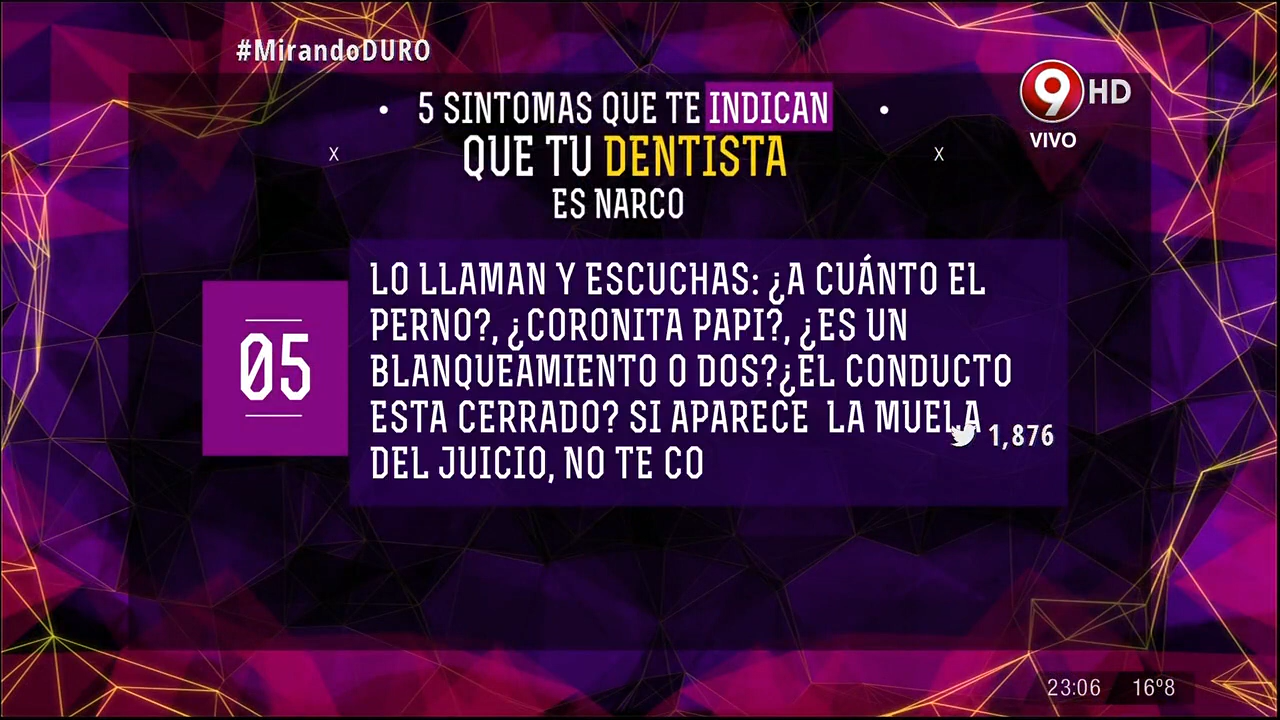 #MirandoDURO
5 SINTOMAS QUE TE INDICAN
QUE TU DENTISTA
ES NARCO
X
X
9 HD
VIVO
05
LO LLAMAN Y ESCUCHAS: ¿A CUÁNTO EL
PERNO?, ¿CORONITA PAPI?, ¿ES UN
BLANQUEAMIENTO O DOS?¿EL CONDUCTO
ESTA CERRADO? SI APARECE LA MUELA
DEL JUICIO, NO TE CO
1,876
23:06 16º8